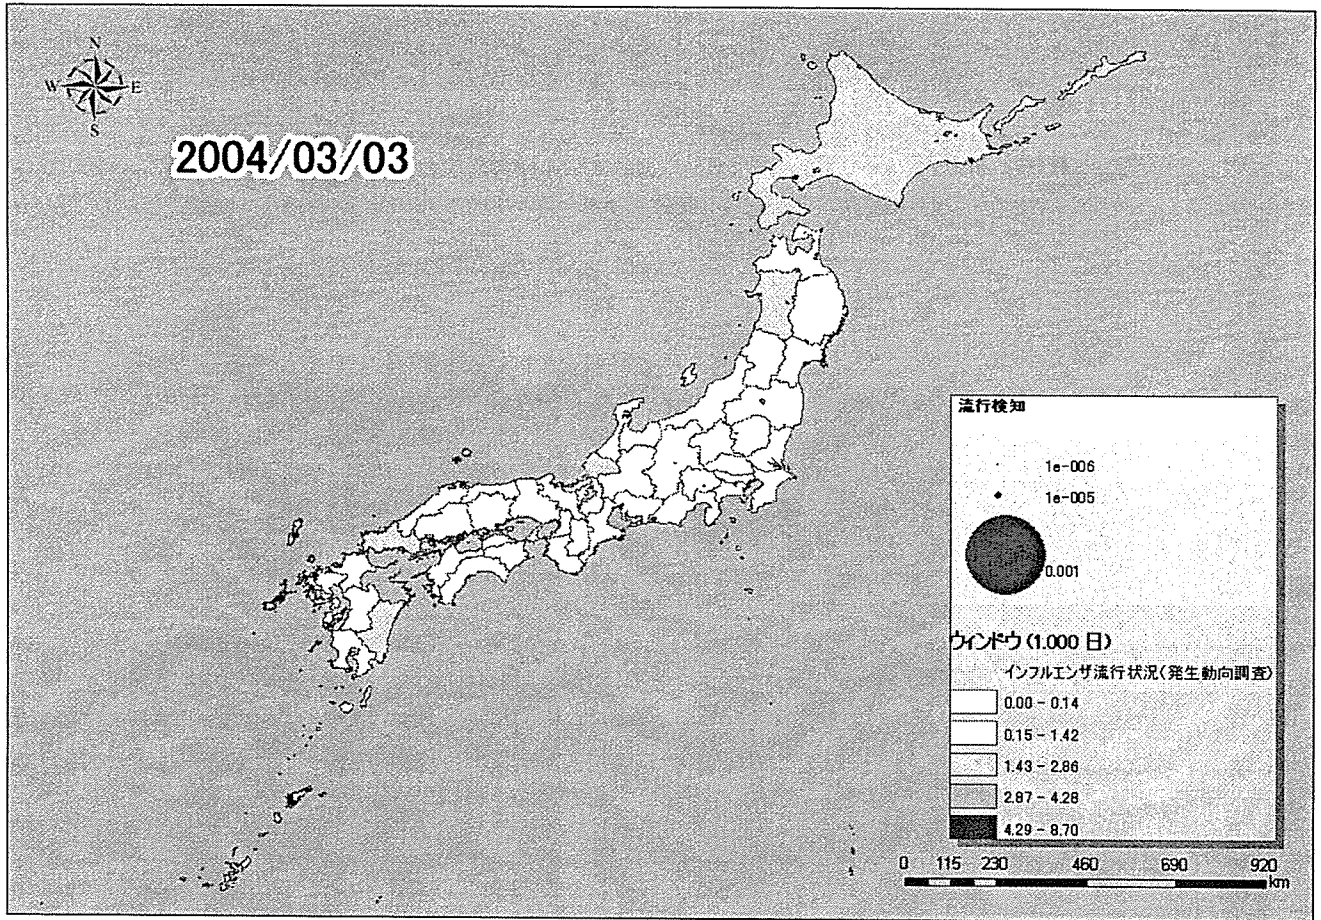 N
W E
S
2004/03/03
流行検知
1e-006
1e-005
0.001
ウィンドウ (1.000 日)
インフルエンザ流行状況(発生動向調査)
0.00 - 0.14
0.15 - 1.42
1.43 - 2.86
2.87 - 4.28
4.29 - 8.70
0 115 230 460 690 920
km